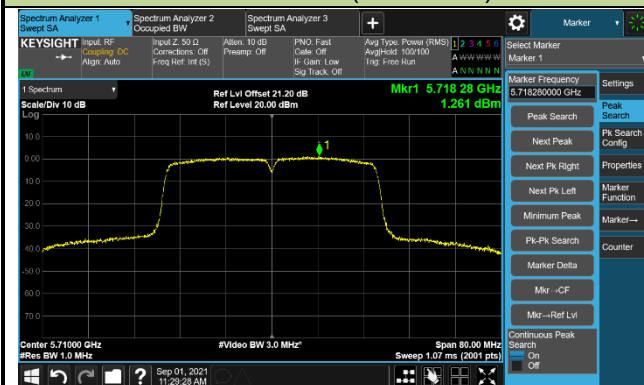 Spectrum Analyzer 1
Swept SA
Spectrum Analyzer 2
Occupied BW
Spectrum Analyzer 3
Swept SA
+
Marker
KEYSIGHT
Input: RF
Coupling: DC
Align: Auto
Input Z: 50 Ω
Corrections: Off
Freq Ref: Int (S)
Atten: 10 dB
Preamp: Off
PNO: Fast
Gate: Off
IF Gain: Low
Sig Track: Off
Avg Type: Power (RMS)
Avg|Hold: 100/100
Trig: Free Run
1 2 3 4 5 6
A W W W W W
A N N N N N
Select Marker
Marker 1
LXI
1 Spectrum
Scale/Div 10 dB
Log
Ref Lvl Offset 21.20 dB
Ref Level 20.00 dBm
Mkr1 5.718 28 GHz
1.261 dBm
10.0
0.00
-10.0
-20.0
-30.0
-40.0
-50.0
-60.0
-70.0
1
Center 5.71000 GHz
#Res BW 1.0 MHz
#Video BW 3.0 MHz*
Span 80.00 MHz
Sweep 1.07 ms (2001 pts)
Marker Frequency
5.718280000 GHz
Peak Search
Next Peak
Next Pk Right
Next Pk Left
Minimum Peak
Pk-Pk Search
Marker Delta
Mkr→CF
Mkr→Ref Lvl
Continuous Peak
Search
On
Off
Settings
Peak
Search
Pk Search
Config
Properties
Marker
Function
Marker→
Counter
?
Sep 01, 2021
11:29:28 AM